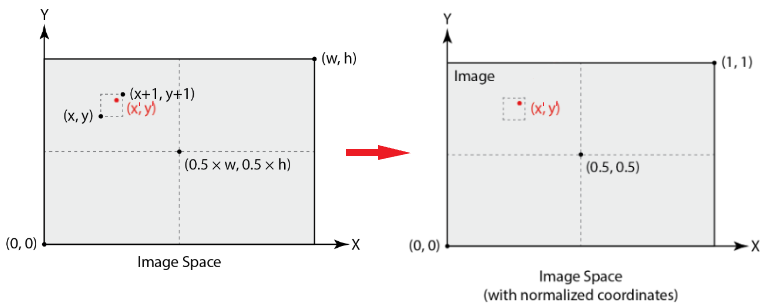 Y
(w, h)
(x+1, y+1)
(x', y')
(x, y)
(0.5 × w, 0.5 × h)
(0, 0)
X
Image Space
Y
(1, 1)
Image
(x', y')
(0.5, 0.5)
(0, 0)
X
Image Space
(with normalized coordinates)